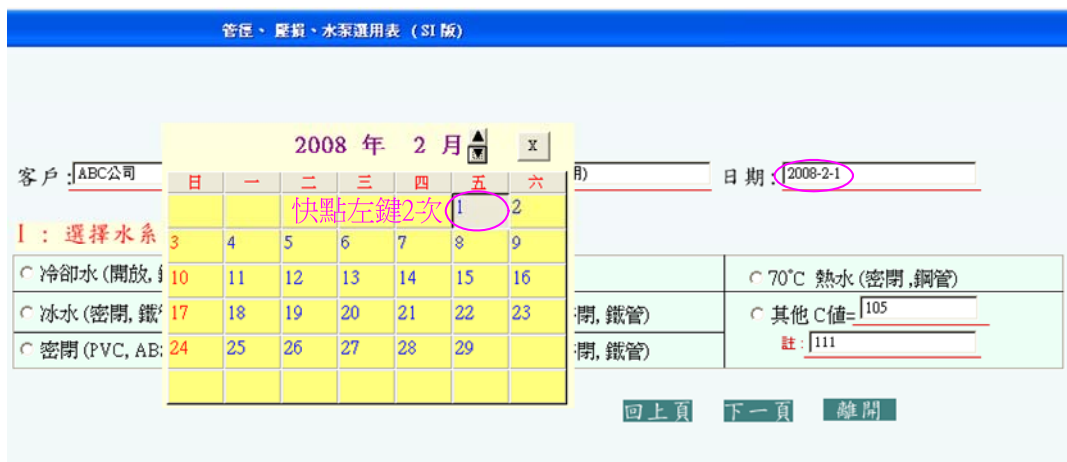 管徑、壓損、水泵選用表 (SI 版)
2008 年 2 月 X
客戶: ABC公司
用)
日期: 2008-2-1
日 一 二 三 四 五 六
快點左鍵2次 1 2
I : 選擇水系
3 4 5 6 7 8 9
冷卻水 (開放,
10 11 12 13 14 15 16
70℃ 熱水 (密閉 ,鋼管)
冰水 (密閉, 鐵
17 18 19 20 21 22 23
閉, 鐵管)
其他 C值= 105
密閉 (PVC, AB
24 25 26 27 28 29
閉, 鐵管)
註 : 111
回上頁 下一頁 離開